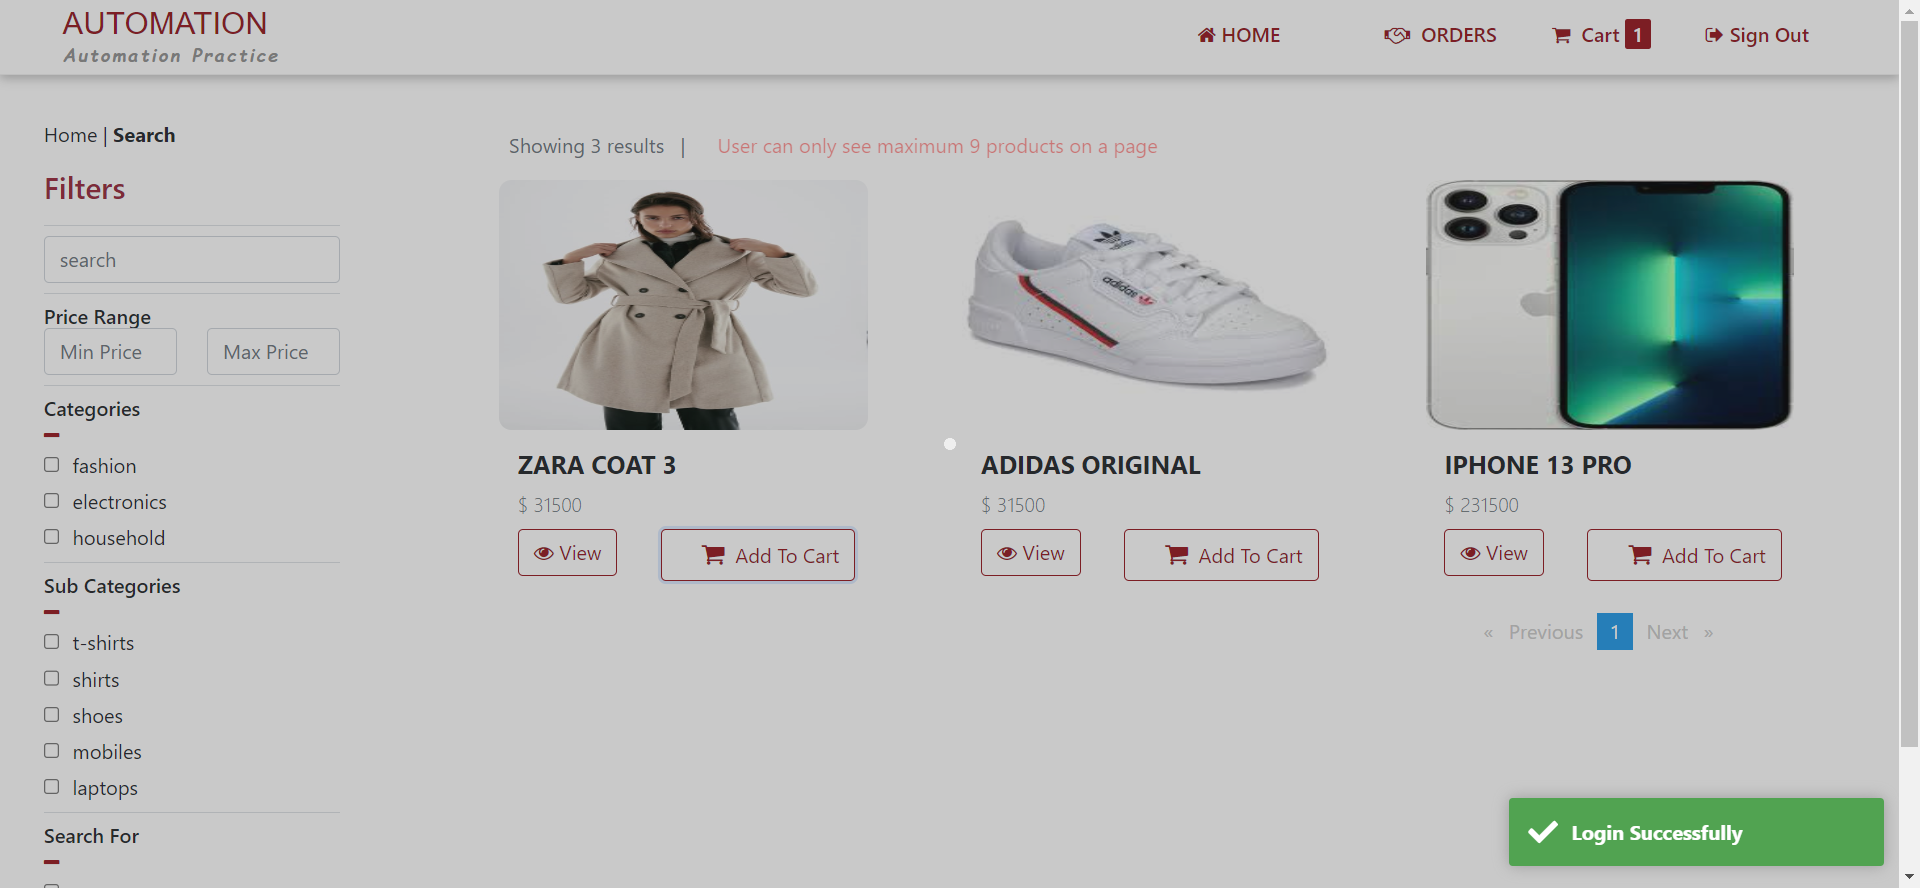 AUTOMATION
Automation Practice
HOME
ORDERS
Cart 1
Sign Out
Home | Search
Showing 3 results |
User can only see maximum 9 products on a page
Filters
search
Price Range
Min Price
Max Price
Categories
fashion
electronics
household
Sub Categories
t-shirts
shirts
shoes
mobiles
laptops
Search For
adidas
adidas
ZARA COAT 3
$ 31500
View
Add To Cart
ADIDAS ORIGINAL
$ 31500
View
Add To Cart
IPHONE 13 PRO
$ 231500
View
Add To Cart
« Previous 1 Next »
Login Successfully